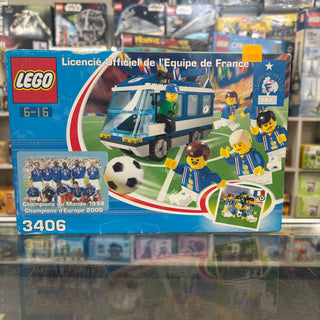 Licencié Officiel de l'Equipe de France
LEGO
6-16
Champions du Monde 1998
Champions d'Europe 2000
3406